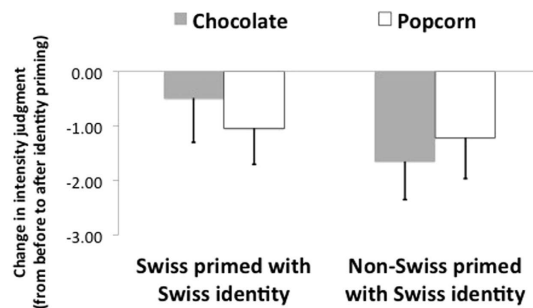 Chocolate
Popcorn
Change in intensity judgment
(from before to after identity priming)
0.00
-1.00
-2.00
-3.00
Swiss primed with
Swiss identity
Non-Swiss primed
with Swiss identity